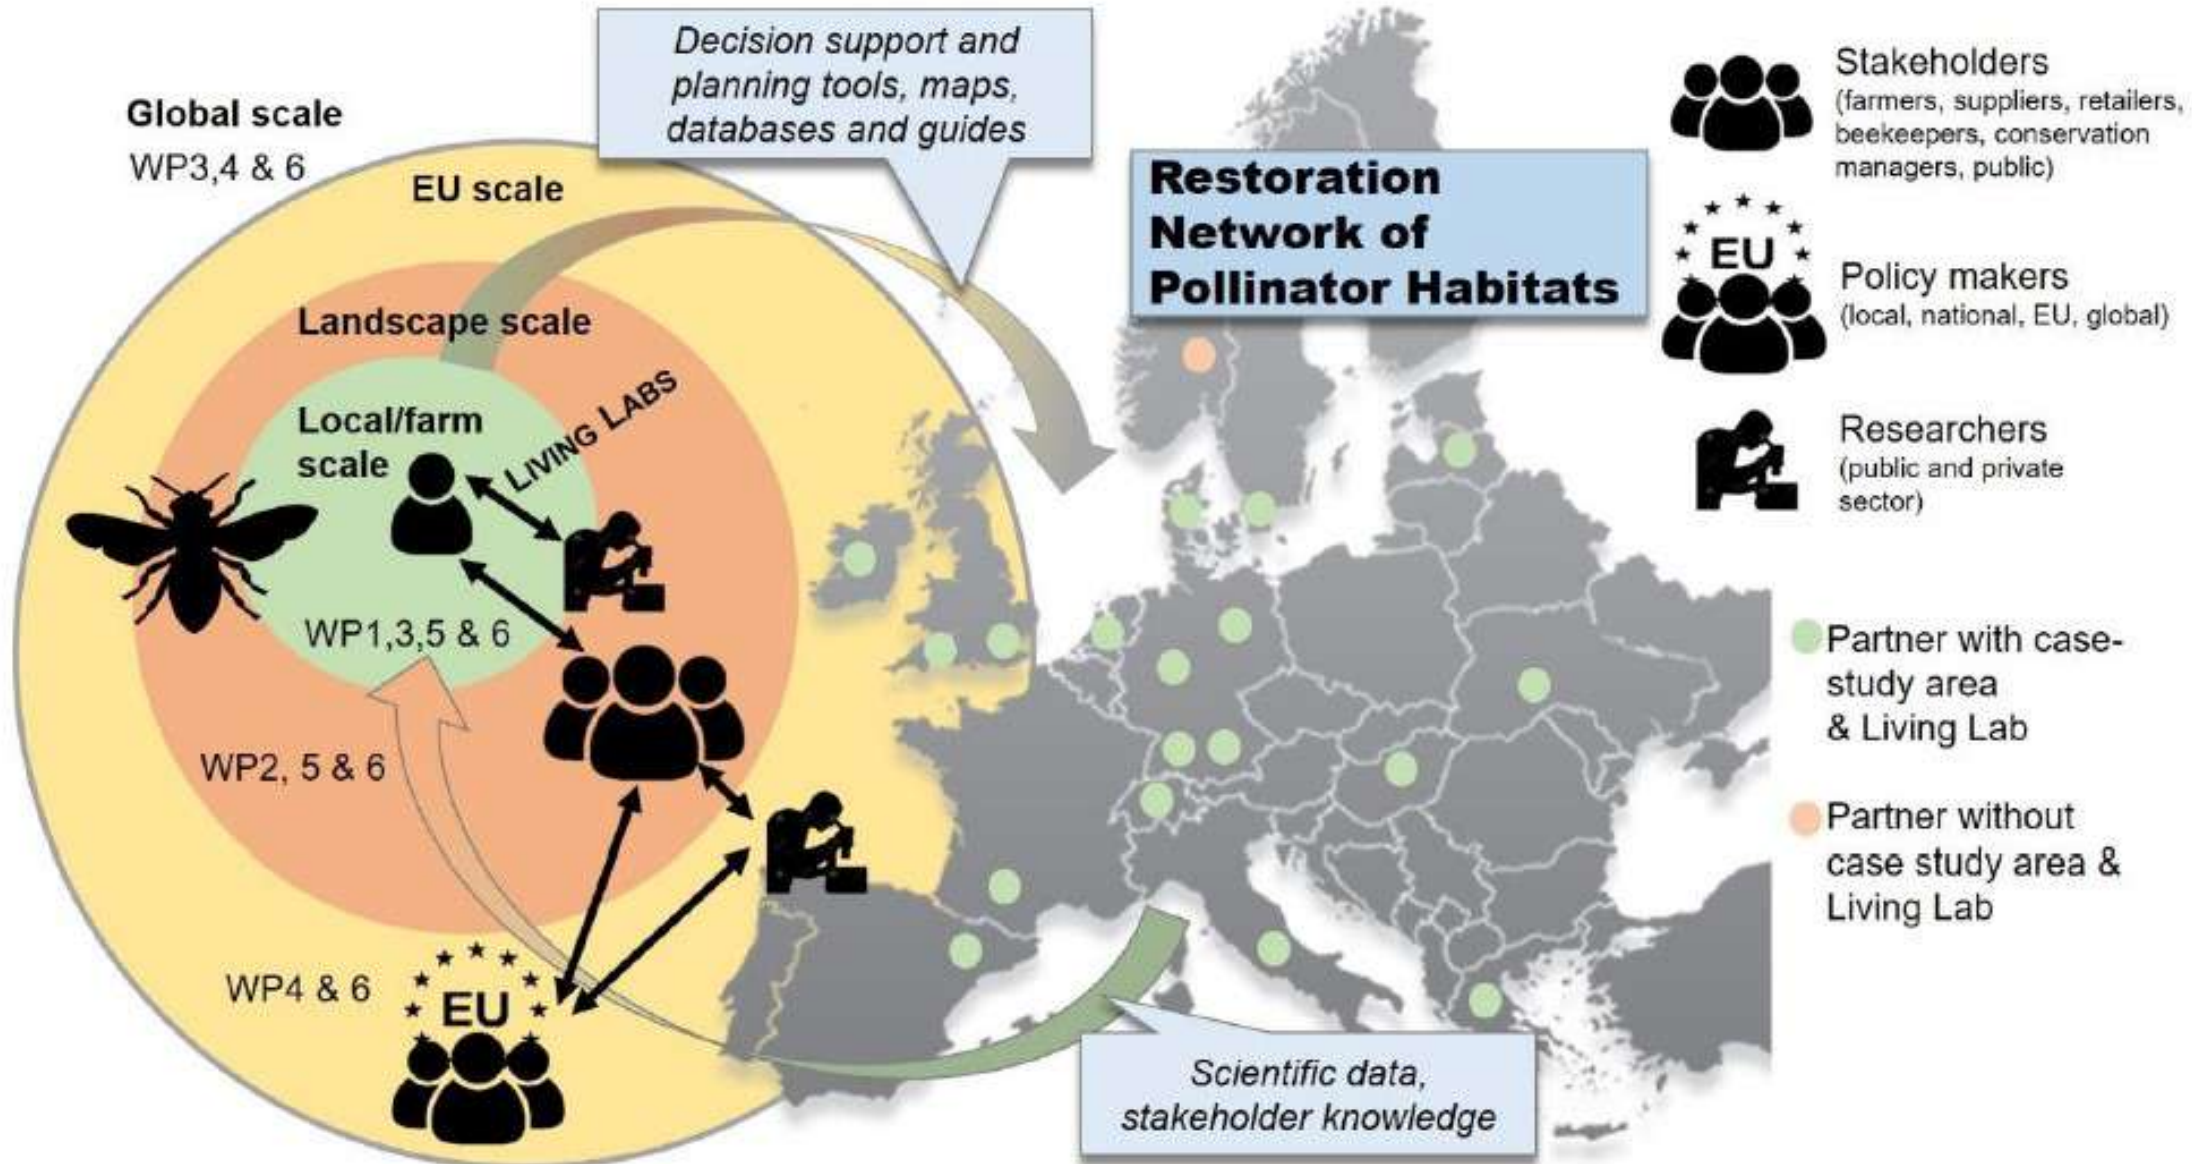 Global scale
WP3,4 & 6
EU scale
Landscape scale
Local/farm
scale
LIVING LABS
WP1,3,5 & 6
WP2, 5 & 6
WP4 & 6
EU
Decision support and
planning tools, maps,
databases and guides
Restoration
Network of
Pollinator Habitats
Scientific data,
stakeholder knowledge
Stakeholders
(farmers, suppliers, retailers,
beekeepers, conservation
managers, public)
EU
Policy makers
(local, national, EU, global)
Researchers
(public and private
sector)
Partner with case-
study area
& Living Lab
Partner without
case study area &
Living Lab